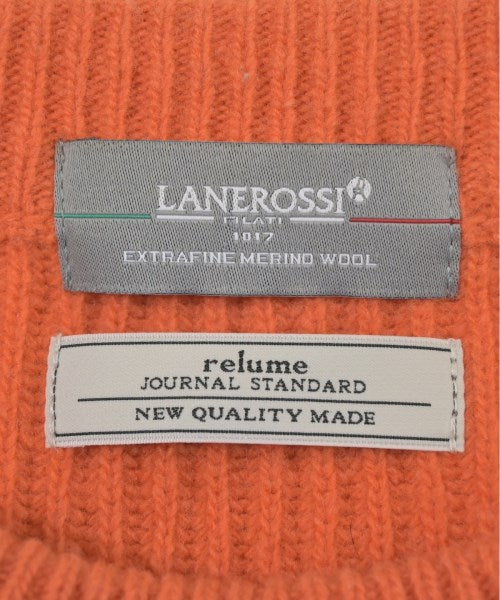 LANEROSSI
FILATI
1817
EXTRAFINE MERINO WOOL
relume
JOURNAL STANDARD
NEW QUALITY MADE